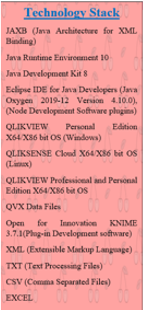 Technology Stack
JAXB (Java Architecture for XML
Binding)
Java Runtime Environment 10
Java Development Kit 8
Eclipse IDE for Java Developers (Java
Oxygen 2019-12 Version 4.10.0),
(Node Development Software plugins)
QLIKVIEW Personal Edition
X64/X86 bit OS (Windows)
QLIKSENSE Cloud X64/X86 bit OS
(Linux)
QLIKVIEW Professional and Personal
Edition X64/X86 bit OS
QVX Data Files
Open for Innovation KNIME
3.7.1(Plug-in Development software)
XML (Extensible Markup Language)
TXT (Text Processing Files)
CSV (Comma Separated Files)
EXCEL